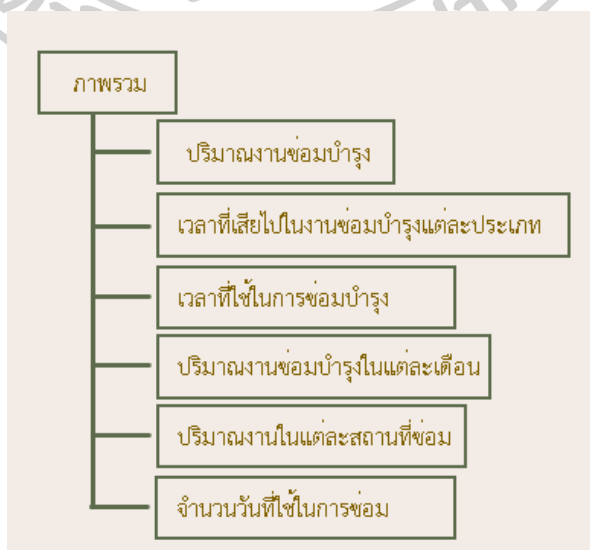 ภาพรวม
ปริมาณงานซ่อมบำรุง
เวลาที่เสียไปในงานซ่อมบำรุงแต่ละประเภท
เวลาที่ใช้ในการซ่อมบำรุง
ปริมาณงานซ่อมบำรุงในแต่ละเดือน
ปริมาณงานในแต่ละสถานที่ซ่อม
จำนวนวันที่ใช้ในการซ่อม